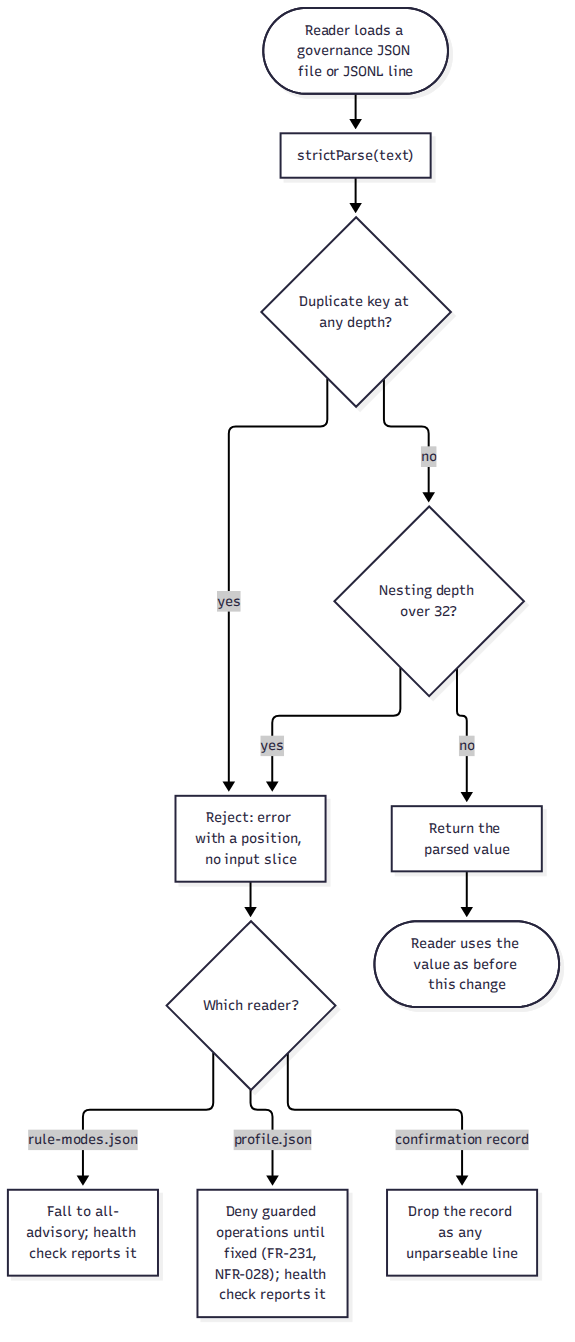 Reader loads a
governance JSON
file or JSONL line
strictParse(text)
Duplicate key at
any depth?
no
Nesting depth
over 32?
yes
yes
no
Reject: error
with a position,
no input slice
Return the
parsed value
Reader uses the
value as before
this change
Which reader?
rule-modes.json
profile.json
confirmation record
Fall to all-
advisory; health
check reports it
Deny guarded
operations until
fixed (FR-231,
NFR-028); health
check reports it
Drop the record
as any
unparseable line